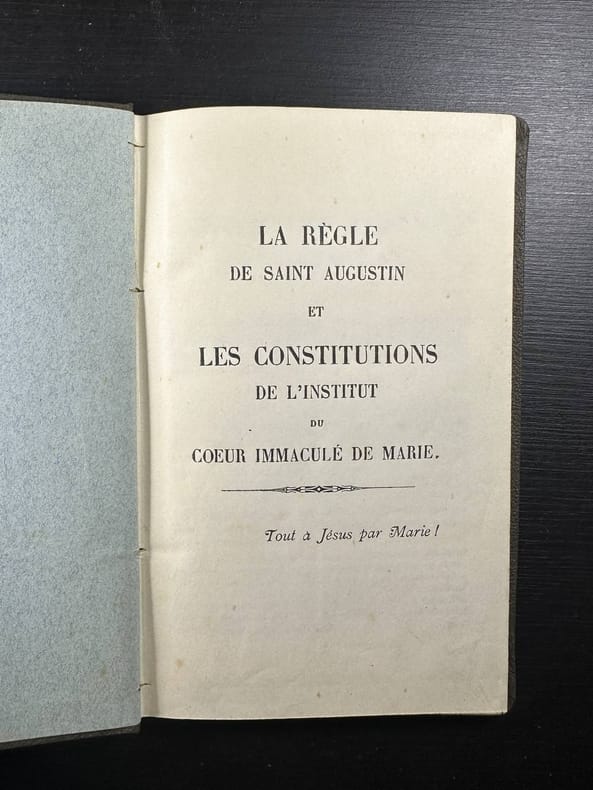 LA RÈGLE
DE SAINT AUGUSTIN
ET
LES CONSTITUTIONS
DE L'INSTITUT
DU
COEUR IMMACULÉ DE MARIE.
Tout à Jésus par Marie!